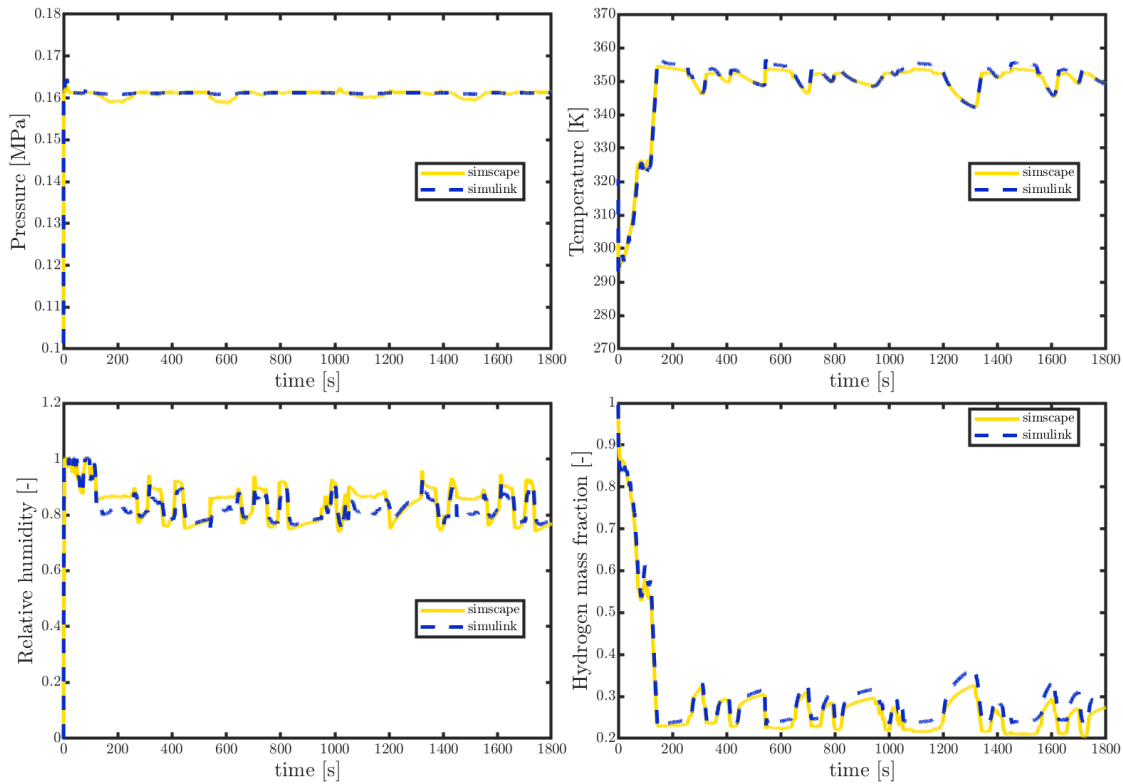 0.18
0.17
0.16
0.15
0.14
0.13
0.12
0.11
0.1
Pressure [MPa]
simscape
simulink
0 200 400 600 800 1000 1200 1400 1600 1800
time [s]
370
360
350
340
330
320
310
300
290
280
270
Temperature [K]
simscape
simulink
0 200 400 600 800 1000 1200 1400 1600 1800
time [s]
1.2
1
0.8
0.6
0.4
0.2
0
Relative humidity [-]
simscape
simulink
0 200 400 600 800 1000 1200 1400 1600 1800
time [s]
1
0.9
0.8
0.7
0.6
0.5
0.4
0.3
0.2
Hydrogen mass fraction [-]
simscape
simulink
0 200 400 600 800 1000 1200 1400 1600 1800
time [s]